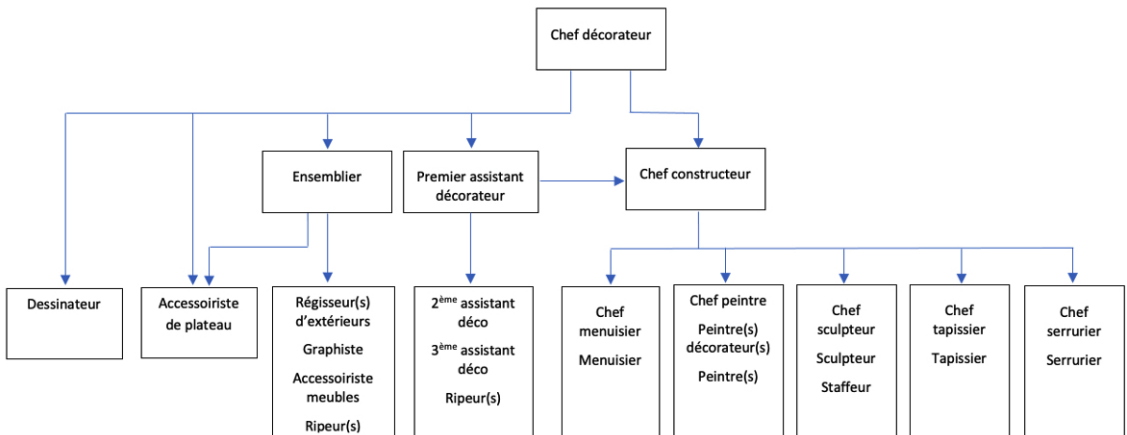 Chef décorateur
Ensemblier
Premier assistant
décorateur
Chef constructeur
Dessinateur
Accessoiriste
de plateau
Régisseur(s)
d’extérieurs
Graphiste
Accessoiriste
meubles
Ripeur(s)
2ème assistant
déco
3ème assistant
déco
Ripeur(s)
Chef
menuisier
Menuisier
Chef peintre
Peintre(s)
décorateur(s)
Peintre(s)
Chef
sculpteur
Sculpteur
Staffeur
Chef
tapissier
Tapissier
Chef
serrurier
Serrurier